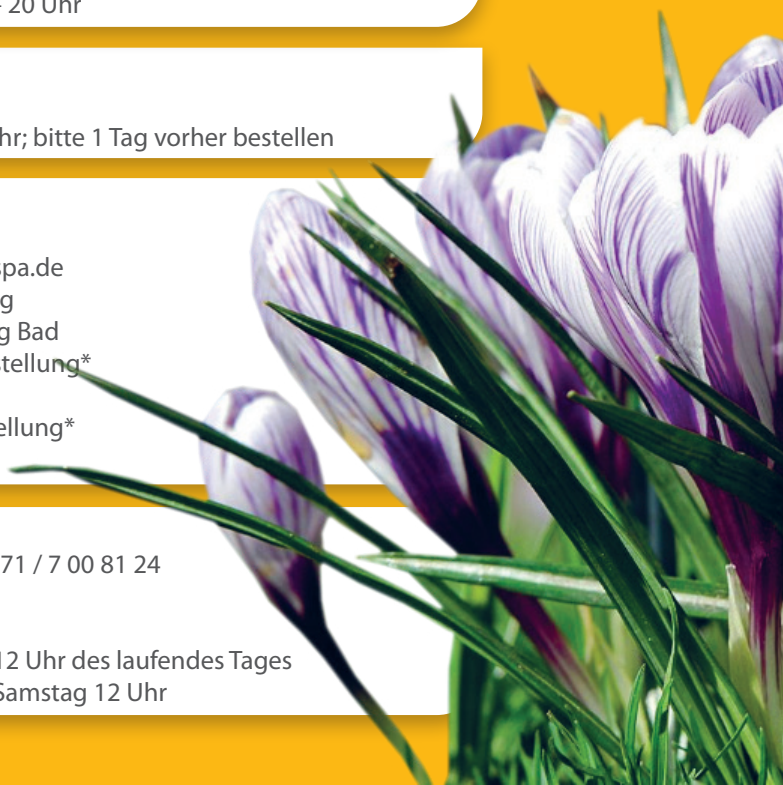 - 20 Uhr
hr; bitte 1 Tag vorher bestellen
spa.de
g
g Bad
stellung*
ellung*
71 / 7 00 81 24
12 Uhr des laufendes Tages
Samstag 12 Uhr